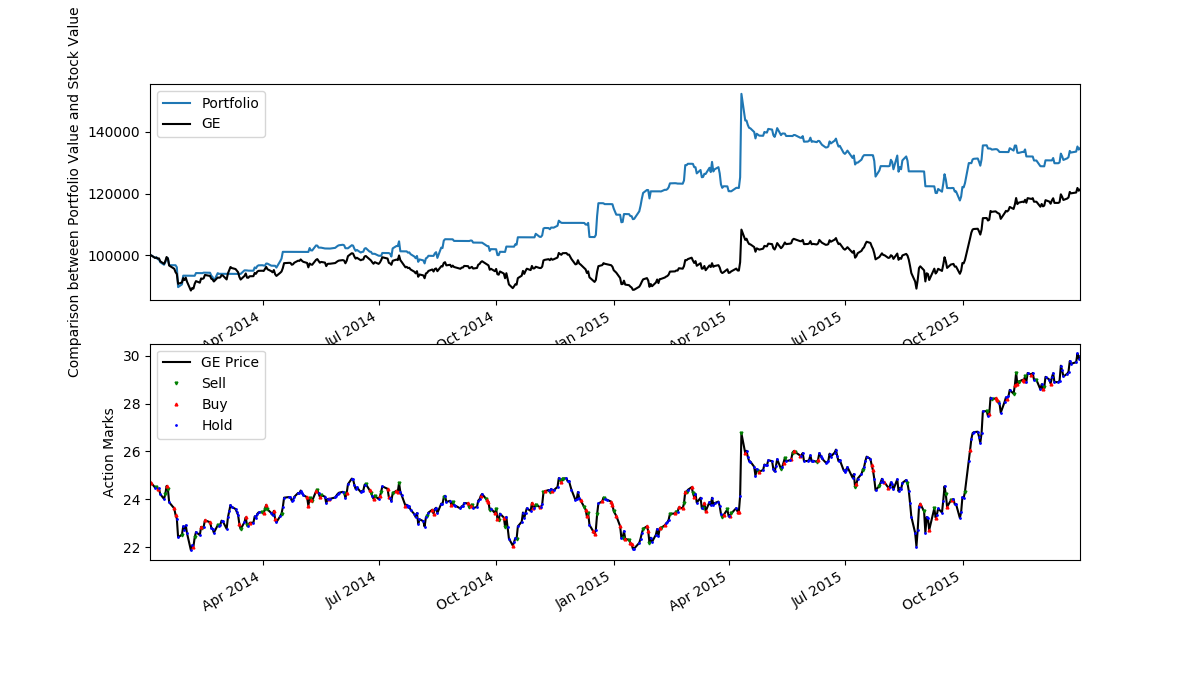 Comparison between Portfolio Value and Stock Value
140000
120000
100000
Portfolio
GE
Apr 2014
Jul 2014
Oct 2014
Jan 2015
Apr 2015
Jul 2015
Oct 2015
Action Marks
30
28
26
24
22
GE Price
Sell
Buy
Hold
Apr 2014
Jul 2014
Oct 2014
Jan 2015
Apr 2015
Jul 2015
Oct 2015